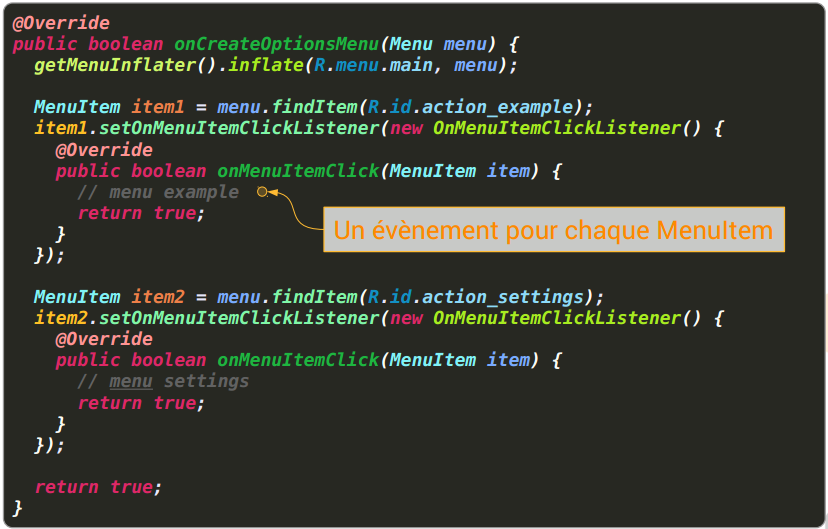 @Override
public boolean onCreateOptionsMenu(Menu menu) {
  getMenuInflater().inflate(R.menu.main, menu);

  MenuItem item1 = menu.findItem(R.id.action_example);
  item1.setOnMenuItemClickListener(new OnMenuItemClickListener() {
    @Override
    public boolean onMenuItemClick(MenuItem item) {
      // menu example
      return true;
Un évènement pour chaque MenuItem
    }
  });

  MenuItem item2 = menu.findItem(R.id.action_settings);
  item2.setOnMenuItemClickListener(new OnMenuItemClickListener() {
    @Override
    public boolean onMenuItemClick(MenuItem item) {
      // menu settings
      return true;
    }
  });

  return true;
}